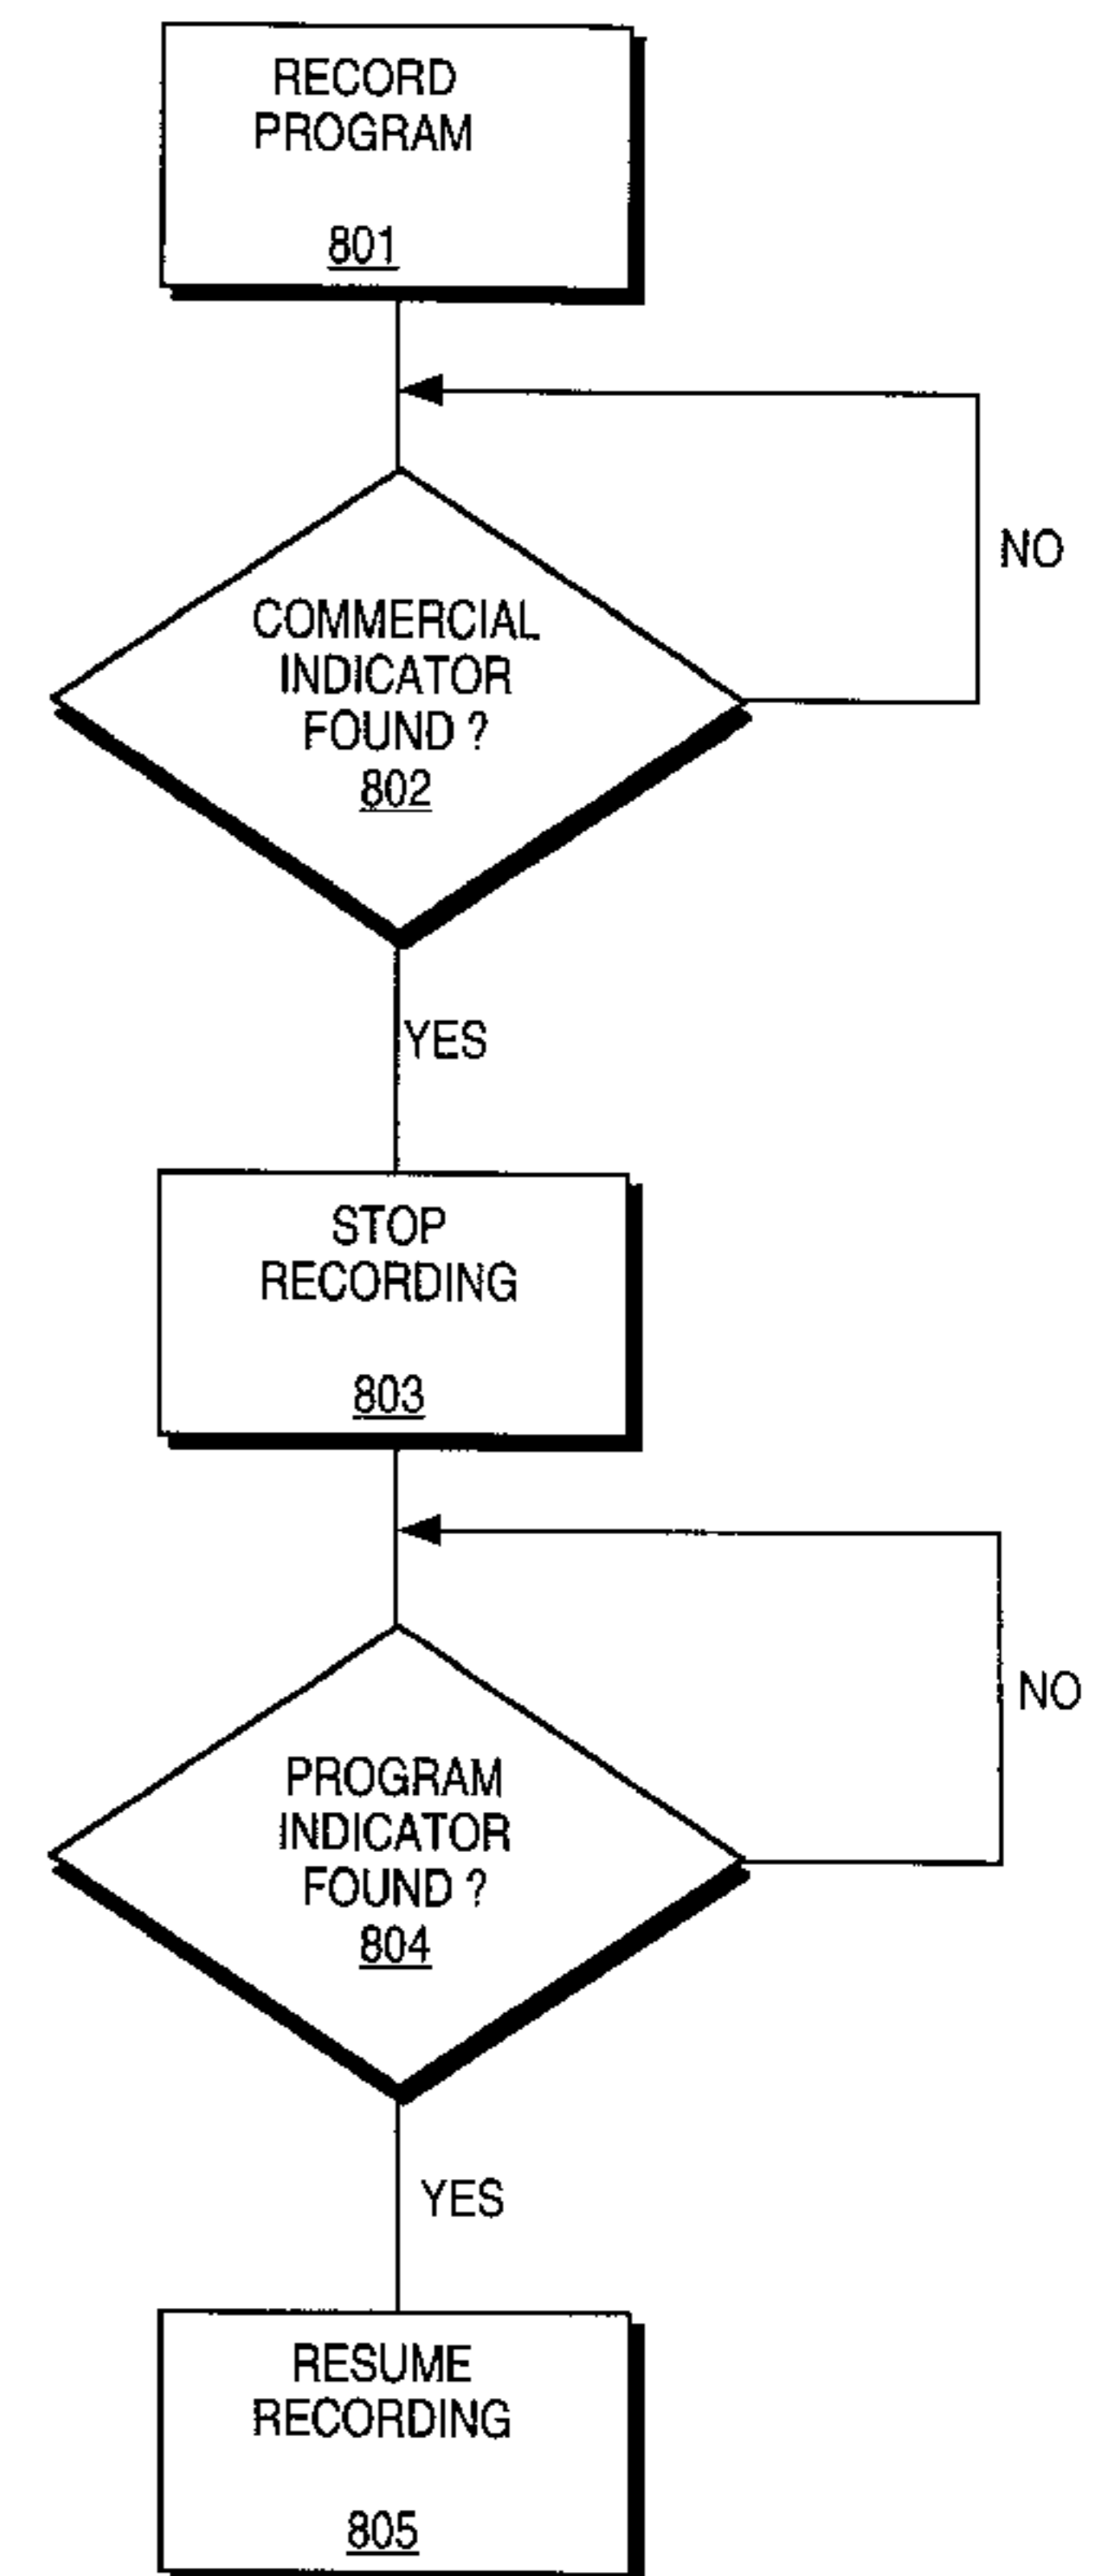 RECORD
PROGRAM
801
NO
COMMERCIAL
INDICATOR
FOUND ?
802
YES
STOP
RECORDING
803
NO
PROGRAM
INDICATOR
FOUND ?
804
YES
RESUME
RECORDING
805